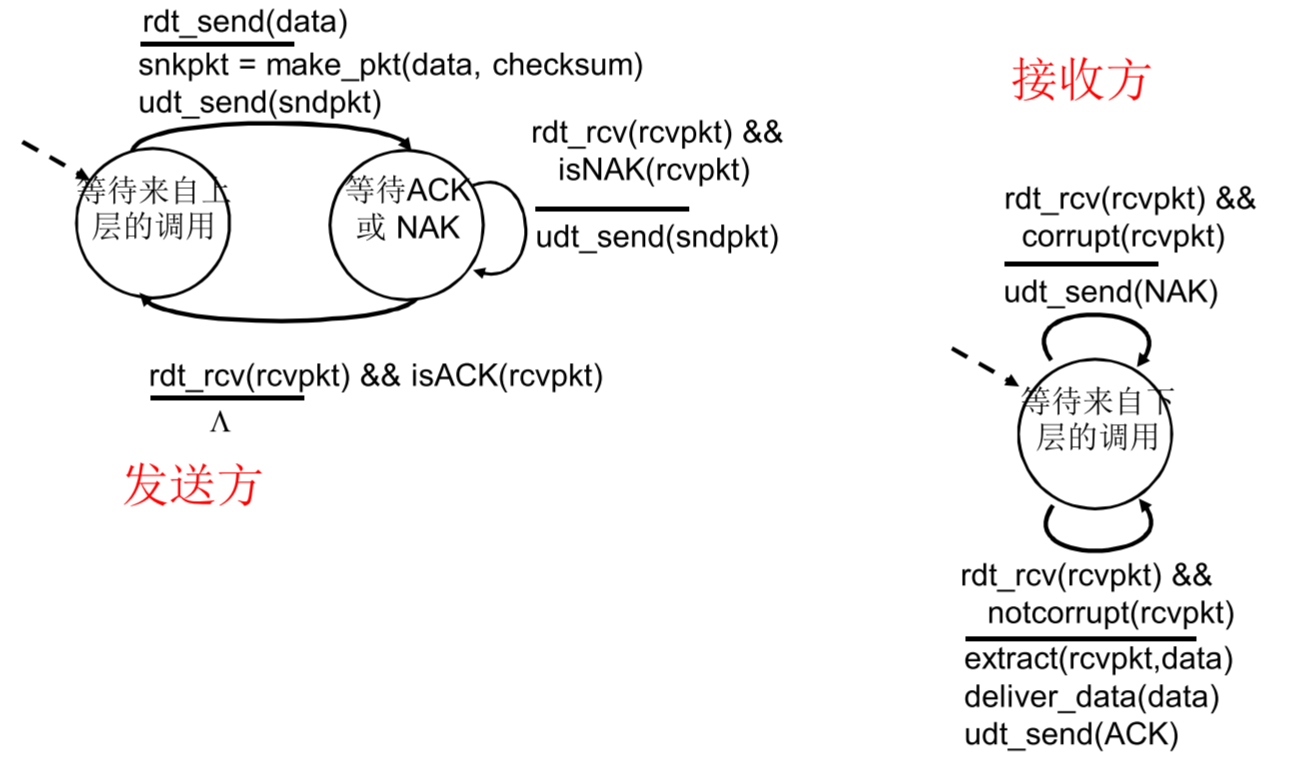 rdt_send(data)
snkpkt = make_pkt(data, checksum)
udt_send(sndpkt)
等待来自上
层的调用
等待ACK
或 NAK
rdt_rcv(rcvpkt) &&
isNAK(rcvpkt)
udt_send(sndpkt)
rdt_rcv(rcvpkt) && isACK(rcvpkt)
Λ
发送方
接收方
rdt_rcv(rcvpkt) &&
corrupt(rcvpkt)
udt_send(NAK)
等待来自下
层的调用
rdt_rcv(rcvpkt) &&
notcorrupt(rcvpkt)
extract(rcvpkt,data)
deliver_data(data)
udt_send(ACK)